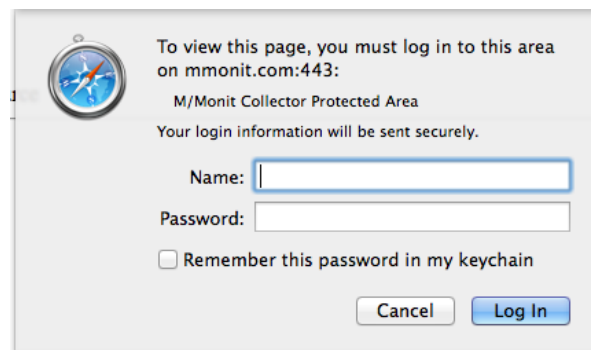 To view this page, you must log in to this area
on mmonit.com:443:
M/Monit Collector Protected Area
Your login information will be sent securely.
Name:
Password:
Remember this password in my keychain
Cancel Log In